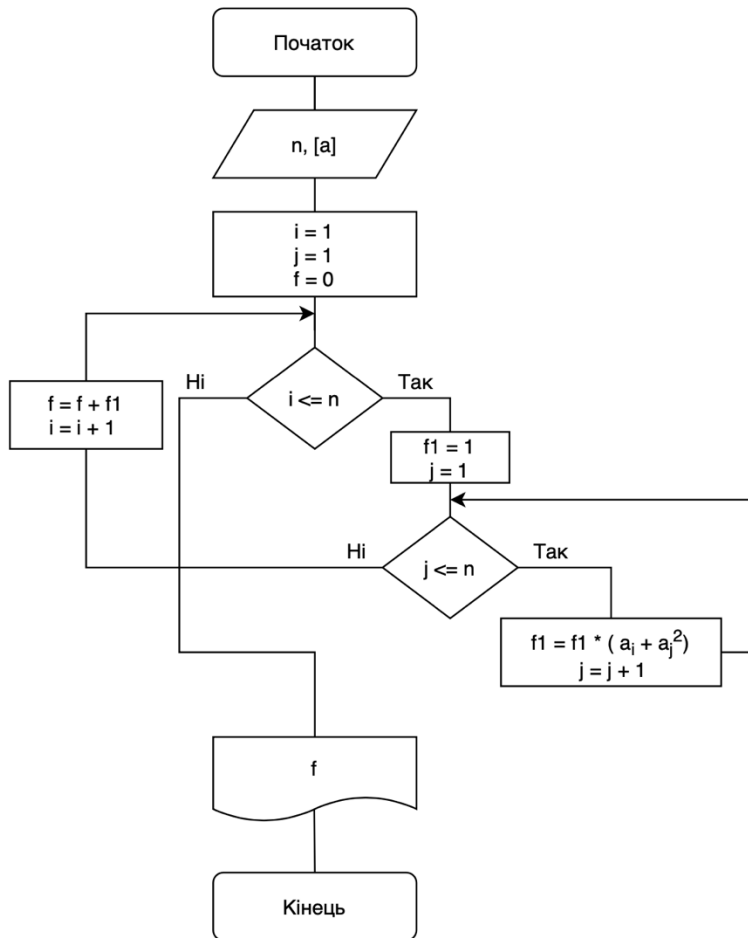 Початок
n, [a]
i = 1
j = 1
f = 0
Ні
i <= n
Так
f = f + f1
i = i + 1
f1 = 1
j = 1
Ні
j <= n
Так
f1 = f1 * ( aᵢ + aⱼ²)
j = j + 1
f
Кінець